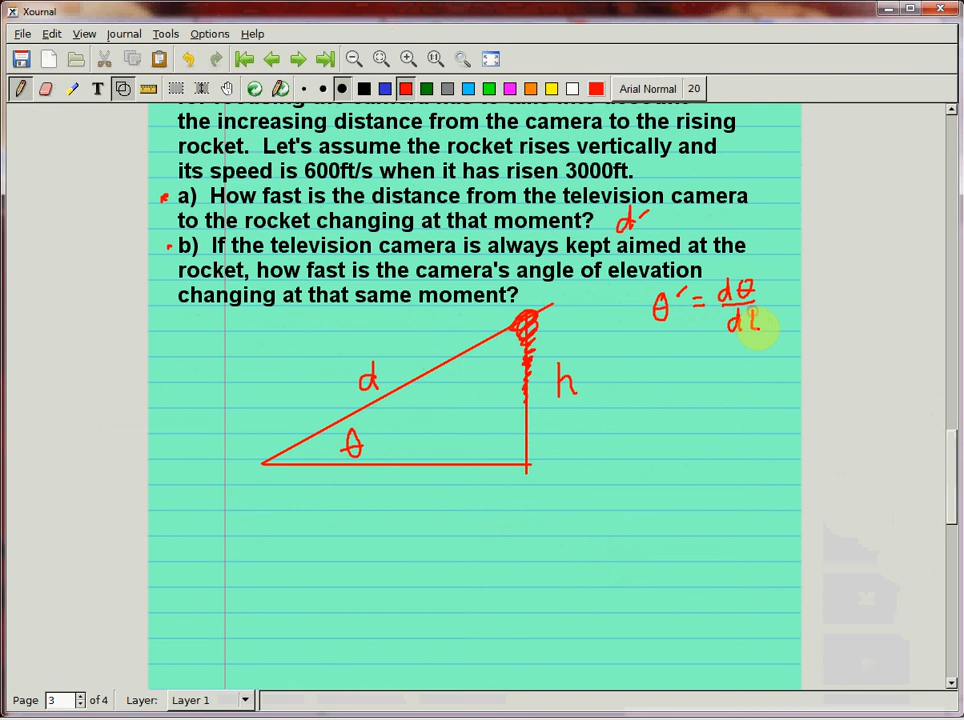 Xournal
File Edit View Journal Tools Options Help
Arial Normal 20
the increasing distance from the camera to the rising
rocket. Let's assume the rocket rises vertically and
its speed is 600ft/s when it has risen 3000ft.
a) How fast is the distance from the television camera
to the rocket changing at that moment? d′
b) If the television camera is always kept aimed at the
rocket, how fast is the camera's angle of elevation
changing at that same moment?
θ′ = dθ
d
d
h
θ
Page 3 of 4 Layer: Layer 1